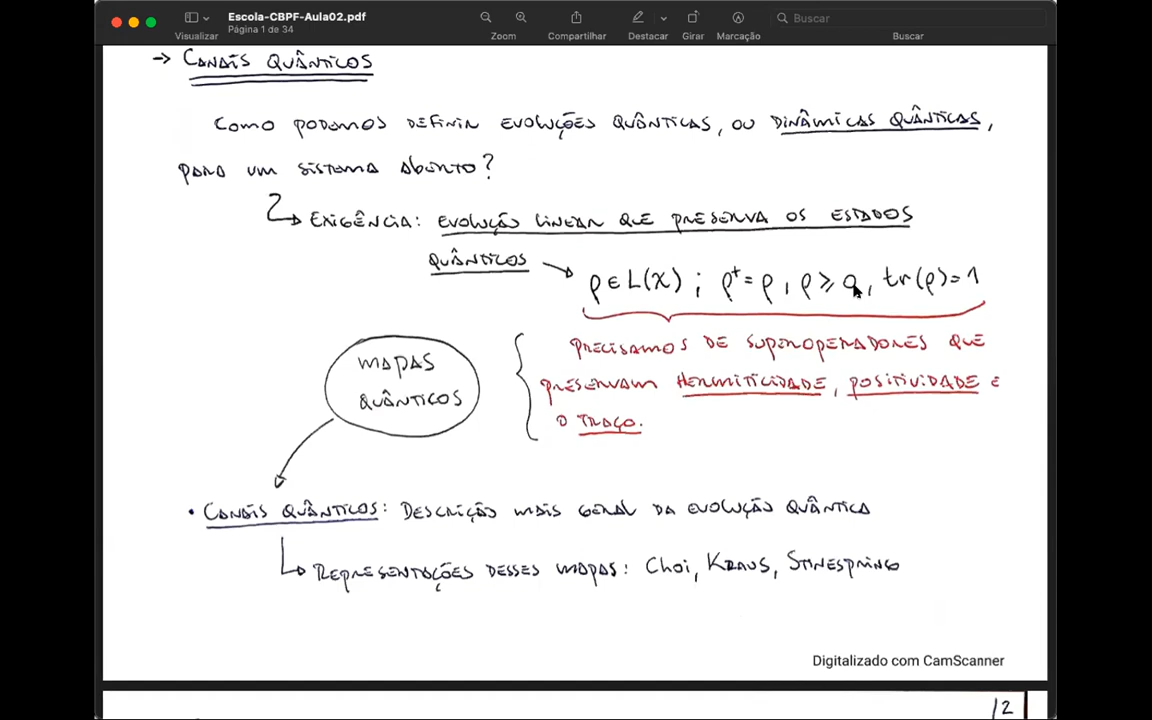 Escola-CBPF-Aula02.pdf
Página 1 de 34
Visualizar
Zoom
Compartilhar
Destacar
Girar
Marcação
Buscar
Buscar
→ CANAIS QUÂNTICOS
COMO PODEMOS DEFINIR EVOLUÇÕES QUÂNTICAS, OU DINÂMICAS QUÂNTICAS,
PARA UM SISTEMA ABERTO?
EXIGÊNCIA: EVOLUÇÃO LINEAR QUE PRESERVA OS ESTADOS
QUÂNTICOS → ρ ∈ L(X) ; ρ† = ρ, ρ ≥ 0, tr(ρ) = 1
MAPAS
QUÂNTICOS
PRECISAMOS DE SUPEROPERADORES QUE
PRESERVAM HERMITICIDADE, POSITIVIDADE E
O TRAÇO.
• CANAIS QUÂNTICOS: DESCRIÇÃO MAIS GERAL DA EVOLUÇÃO QUÂNTICA
REPRESENTAÇÕES DESSES MAPAS: Choi, KRAUS, STINESPRING
Digitalizado com CamScanner
12